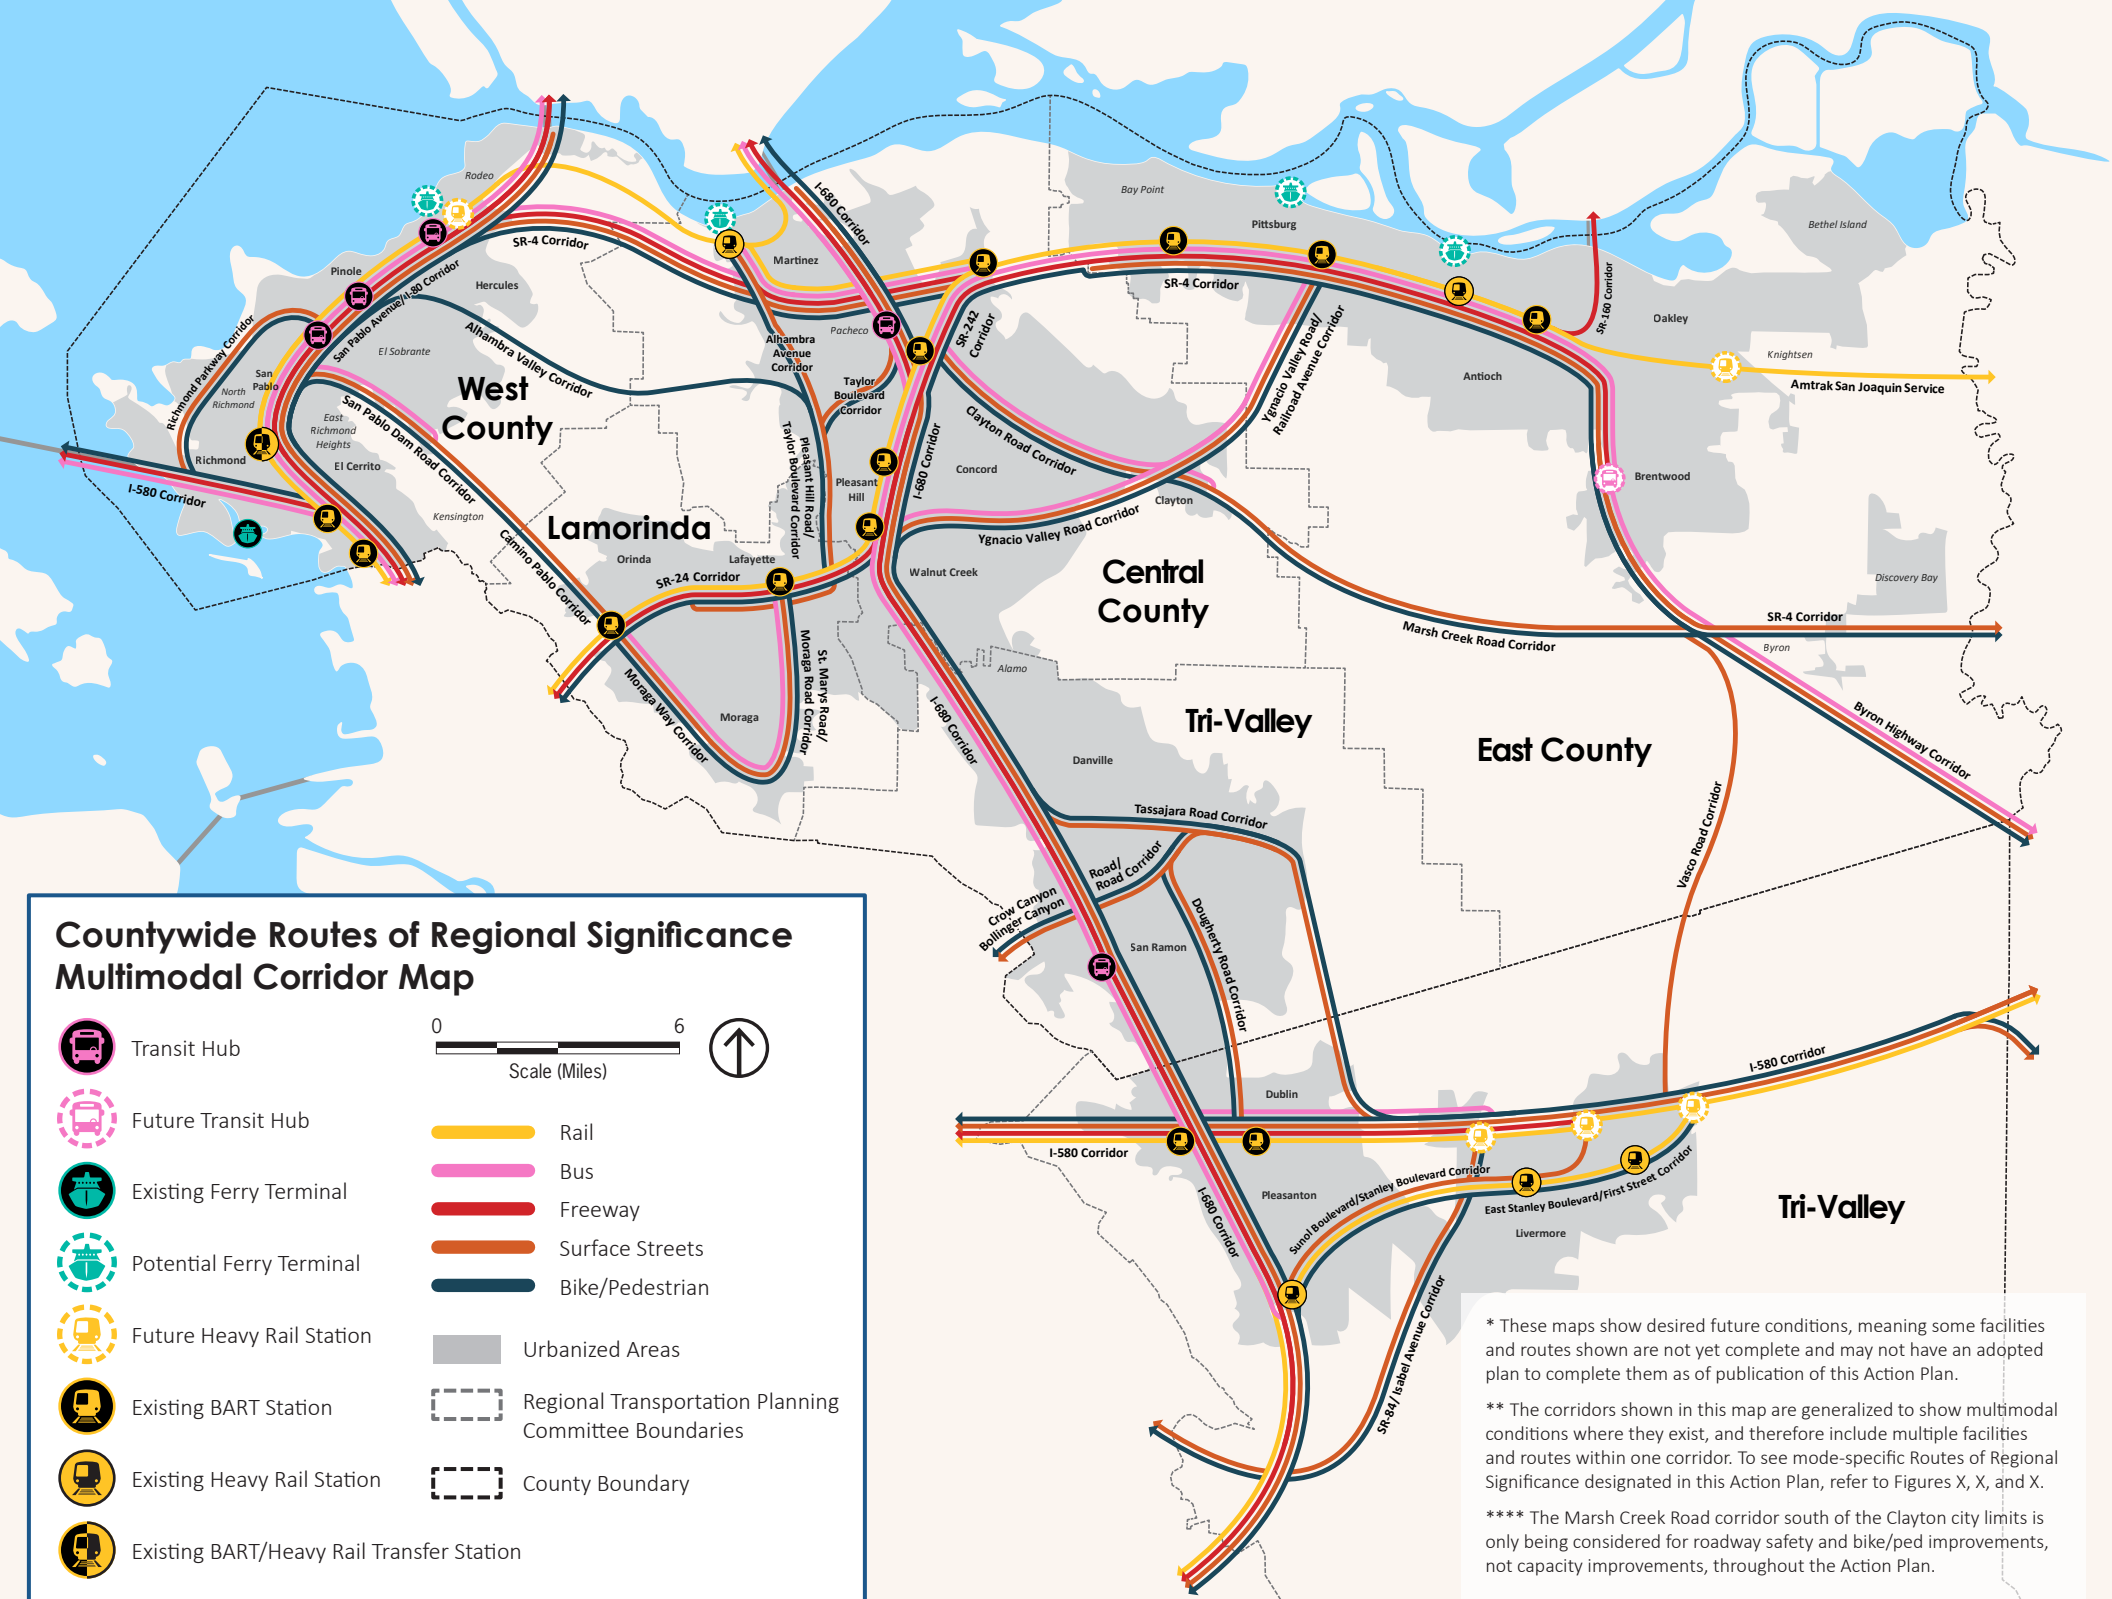 Rodeo
Bay Point
Pittsburg
Bethel Island
I-680 Corridor
SR-4 Corridor
Martinez
Pinole
Hercules
San Pablo Avenue/ I-80 Corridor
SR-4 Corridor
SR-160 Corridor
Oakley
Knightsen
Amtrak San Joaquin Service
Richmond Parkway Corridor
El Sobrante
Alhambra Valley Corridor
Alhambra
Avenue
Corridor
Pacheco
SR-242
Corridor
Ygnacio Valley Road/
Railroad Avenue Corridor
Antioch
San
Pablo
North
Richmond
West
County
Taylor
Boulevard
Corridor
East
Richmond
Heights
San Pablo Dam Road Corridor
Clayton Road Corridor
Pleasant Hill Road/
Taylor Boulevard Corridor
I-680 Corridor
Richmond
El Cerrito
Concord
Pleasant
Hill
Brentwood
I-580 Corridor
Clayton
Kensington
Lamorinda
Camino Pablo Corridor
Ygnacio Valley Road Corridor
Orinda
Lafayette
SR-24 Corridor
Walnut Creek
Central
County
Discovery Bay
SR-4 Corridor
Marsh Creek Road Corridor
Byron
Alamo
St. Marys Road/
Moraga Road Corridor
Moraga Way Corridor
Moraga
I-680 Corridor
Tri-Valley
East County
Byron Highway Corridor
Danville
Tassajara Road Corridor
Vasco Road Corridor
Crow Canyon Road/
Bollinger Canyon Road Corridor
San Ramon
Dougherty Road Corridor
I-580 Corridor
Dublin
I-580 Corridor
I-680 Corridor
Pleasanton
Sunol Boulevard/Stanley Boulevard Corridor
East Stanley Boulevard/First Street Corridor
Livermore
Tri-Valley
SR-84/ Isabel Avenue Corridor
Countywide Routes of Regional Significance
Multimodal Corridor Map
Transit Hub
Future Transit Hub
Existing Ferry Terminal
Potential Ferry Terminal
Future Heavy Rail Station
Existing BART Station
Existing Heavy Rail Station
Existing BART/Heavy Rail Transfer Station
0 6
Scale (Miles)
Rail
Bus
Freeway
Surface Streets
Bike/Pedestrian
Urbanized Areas
Regional Transportation Planning
Committee Boundaries
County Boundary
* These maps show desired future conditions, meaning some facilities
and routes shown are not yet complete and may not have an adopted
plan to complete them as of publication of this Action Plan.
** The corridors shown in this map are generalized to show multimodal
conditions where they exist, and therefore include multiple facilities
and routes within one corridor. To see mode-specific Routes of Regional
Significance designated in this Action Plan, refer to Figures X, X, and X.
**** The Marsh Creek Road corridor south of the Clayton city limits is
only being considered for roadway safety and bike/ped improvements,
not capacity improvements, throughout the Action Plan.